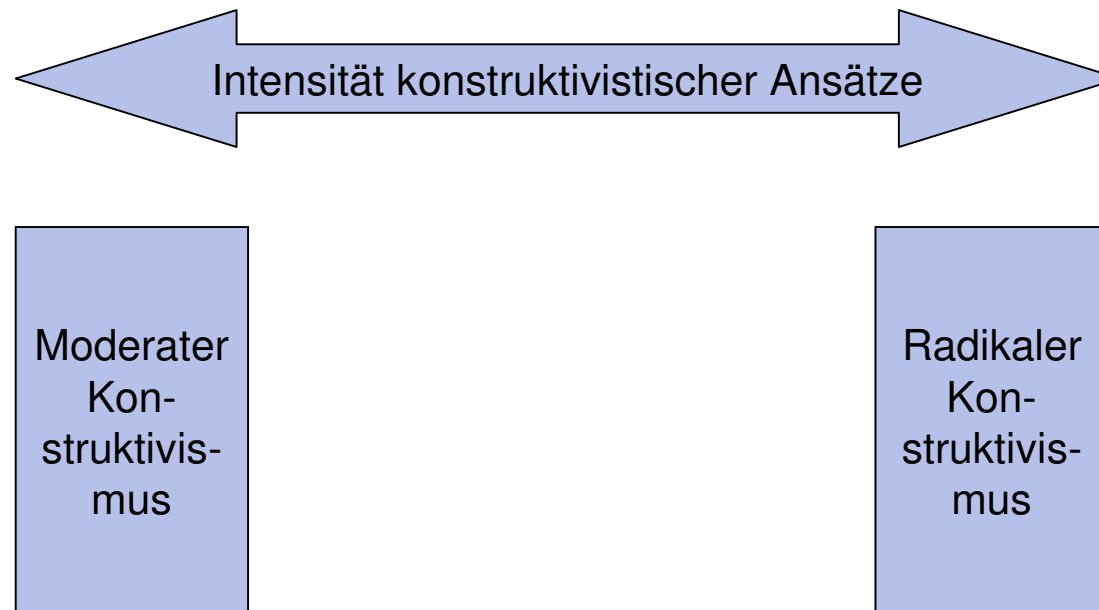 Intensität konstruktivistischer Ansätze
Moderater
Kon-
struktivis-
mus
Radikaler
Kon-
struktivis-
mus